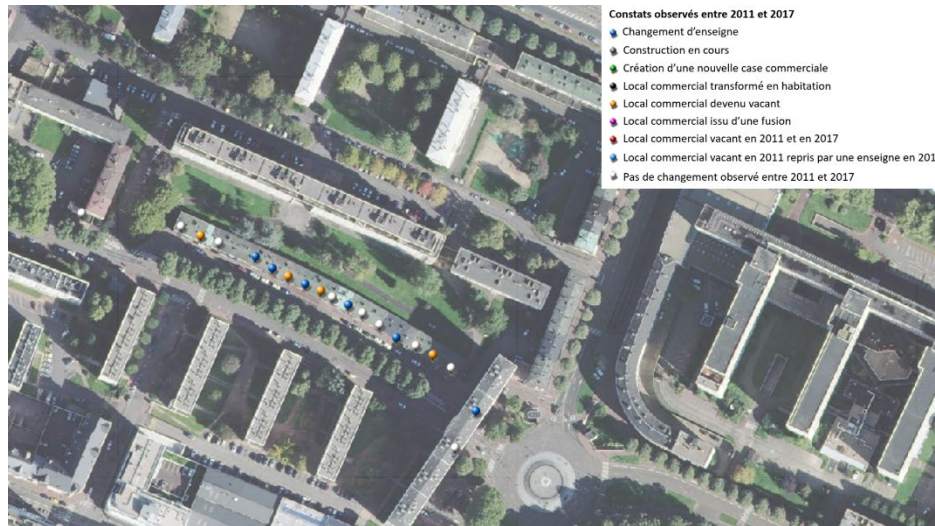 Constats observés entre 2011 et 2017
Changement d'enseigne
Construction en cours
Création d'une nouvelle case commerciale
Local commercial transformé en habitation
Local commercial devenu vacant
Local commercial issu d'une fusion
Local commercial vacant en 2011 et en 2017
Local commercial vacant en 2011 repris par une enseigne en 201
Pas de changement observé entre 2011 et 2017